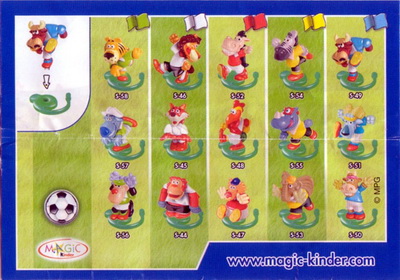 S-58 S-46 S-52 S-54 S-49
S-57 S-45 S-48 S-55 S-51
S-56 S-44 S-47 S-53 S-50
MAGIC
Kinder
© MPG
www.magic-kinder.com